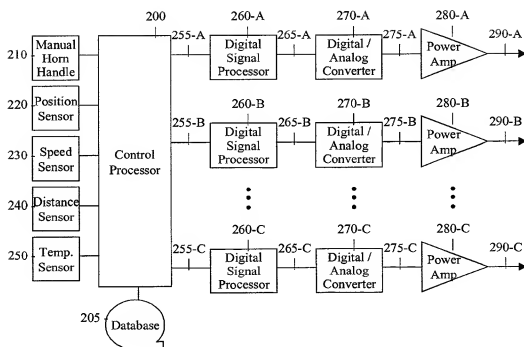 200
260-A
270-A
280-A
210
Manual
Horn
Handle
255-A
Digital
Signal
Processor
265-A
Digital /
Analog
Converter
275-A
Power
Amp
290-A
220
Position
Sensor
260-B
270-B
280-B
230
Speed
Sensor
Control
Processor
255-B
Digital
Signal
Processor
265-B
Digital /
Analog
Converter
275-B
Power
Amp
290-B
240
Distance
Sensor
260-C
270-C
280-C
250
Temp.
Sensor
255-C
Digital
Signal
Processor
265-C
Digital /
Analog
Converter
275-C
Power
Amp
290-C
205
Database